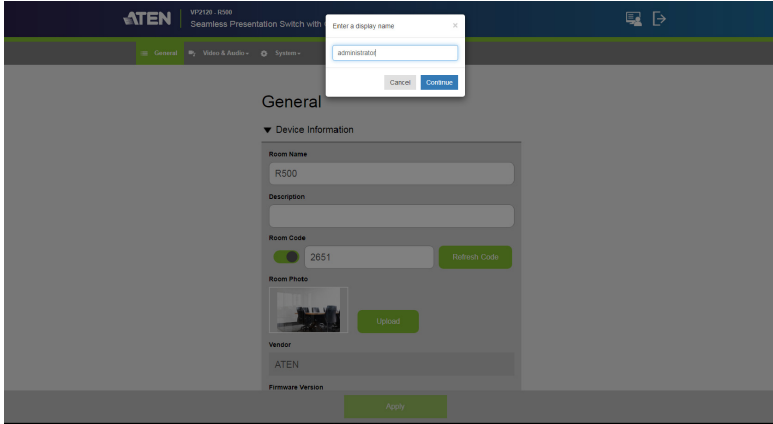 ATEN
VP2120 - R500
Seamless Presentation Switch with
Enter a display name ×
administrator
Cancel Continue
General Video & Audio System
General
Device Information
Room Name
R500
Description
Room Code
2651
Refresh Code
Room Photo
Upload
Vendor
ATEN
Firmware Version
Apply